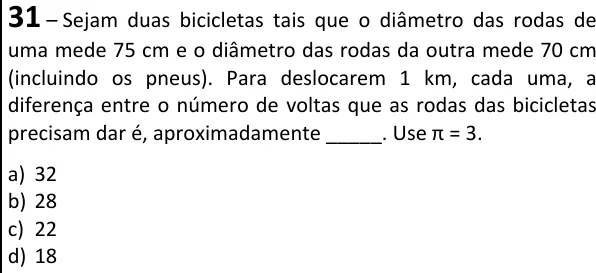 31 – Sejam duas bicicletas tais que o diâmetro das rodas de
uma mede 75 cm e o diâmetro das rodas da outra mede 70 cm
(incluindo os pneus). Para deslocarem 1 km, cada uma, a
diferença entre o número de voltas que as rodas das bicicletas
precisam dar é, aproximadamente _____. Use π = 3.
a) 32
b) 28
c) 22
d) 18